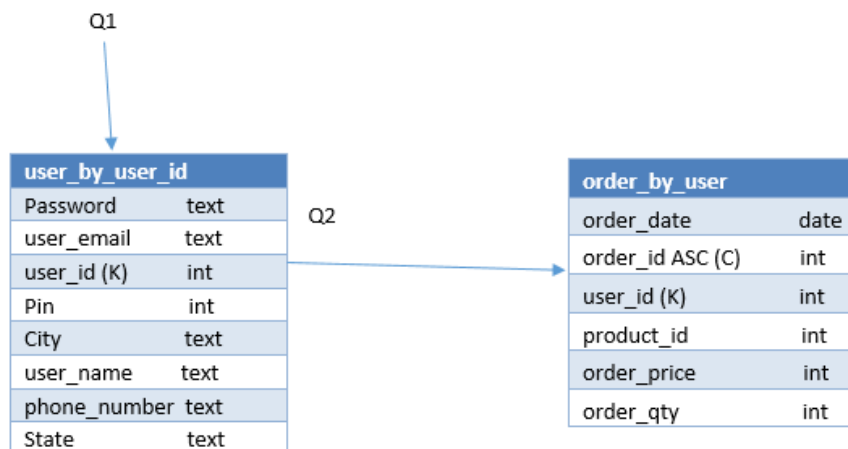 Q1
user_by_user_id
Password text
user_email text
user_id (K) int
Pin int
City text
user_name text
phone_number text
State text
Q2
order_by_user
order_date date
order_id ASC (C) int
user_id (K) int
product_id int
order_price int
order_qty int